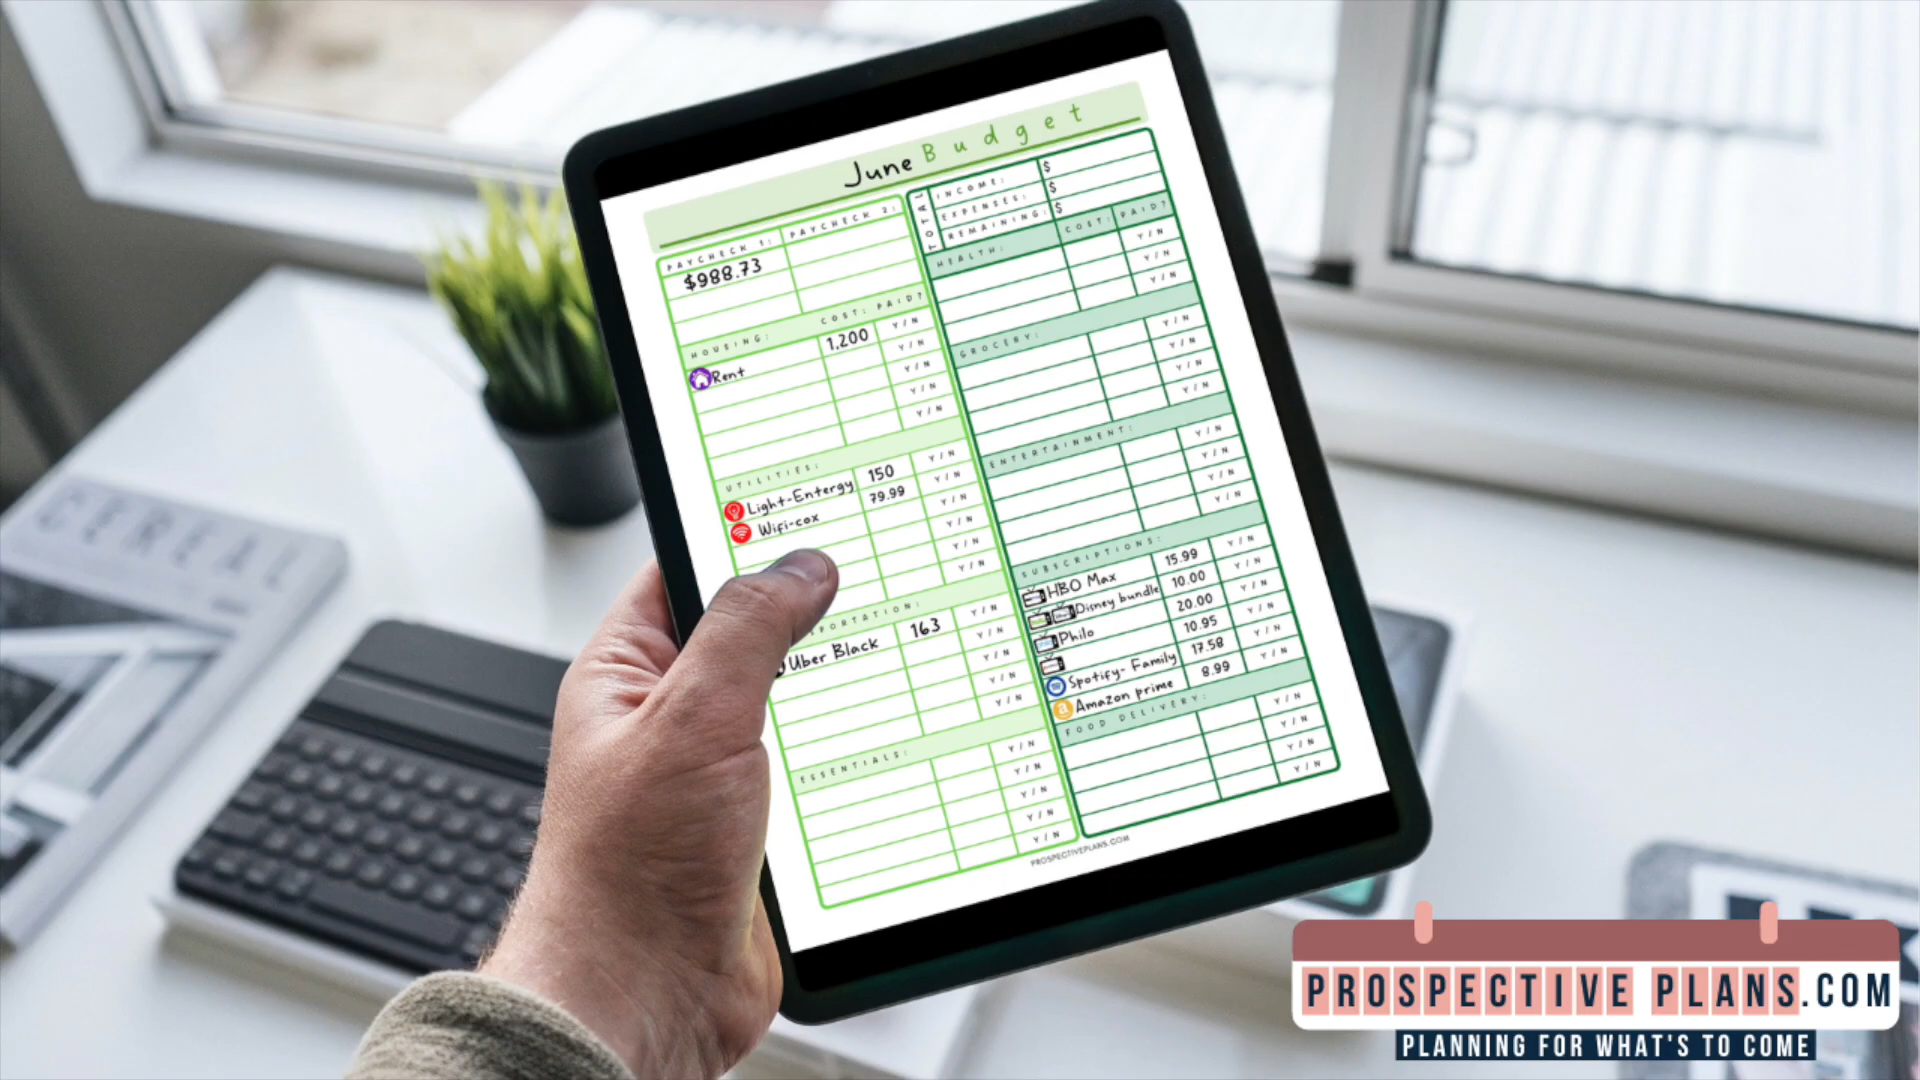 June Budget
PAYCHECK 1: PAYCHECK 2:
$988.73
HOUSING: COST: PAID?
1,200 Y/N
Rent Y/N
Y/N
Y/N
Y/N
UTILITIES:
Y/N
Light-Entergy 150 Y/N
Wifi-cox 79.99 Y/N
Y/N
Y/N
Y/N
SPORTATION:
Y/N
Uber Black 163 Y/N
Y/N
Y/N
Y/N
ESSENTIALS:
Y/N
Y/N
Y/N
Y/N
Y/N
TOTAL
INCOME: $
EXPENSES: $
REMAINING: $
HEALTH: COST: PAID?
Y/N
Y/N
Y/N
GROCERY:
Y/N
Y/N
Y/N
Y/N
ENTERTAINMENT:
Y/N
Y/N
Y/N
Y/N
SUBSCRIPTIONS:
HBO Max 15.99 Y/N
Disney bundle 10.00 Y/N
Philo 20.00 Y/N
10.95 Y/N
Spotify- Family 17.58 Y/N
Amazon prime 8.99 Y/N
FOOD DELIVERY:
Y/N
Y/N
Y/N
Y/N
PROSPECTIVEPLANS.COM
CEREAL
PROSPECTIVE PLANS.COM
PLANNING FOR WHAT'S TO COME